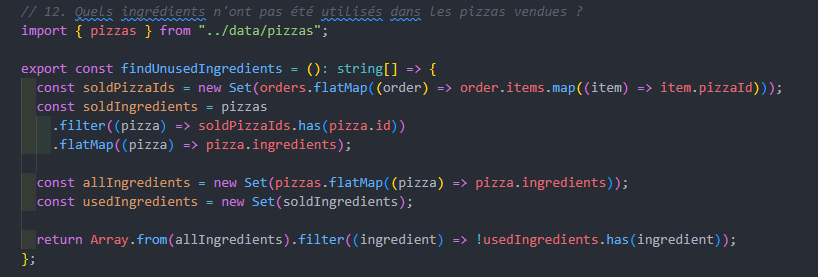 // 12. Quels ingrédients n'ont pas été utilisés dans les pizzas vendues ?
import { pizzas } from "../data/pizzas";
export const findUnusedIngredients = (): string[] => {
const soldPizzaIds = new Set(orders.flatMap((order) => order.items.map((item) => item.pizzaId)));
const soldIngredients = pizzas
.filter((pizza) => soldPizzaIds.has(pizza.id))
.flatMap((pizza) => pizza.ingredients);
const allIngredients = new Set(pizzas.flatMap((pizza) => pizza.ingredients));
const usedIngredients = new Set(soldIngredients);
return Array.from(allIngredients).filter((ingredient) => !usedIngredients.has(ingredient));
};